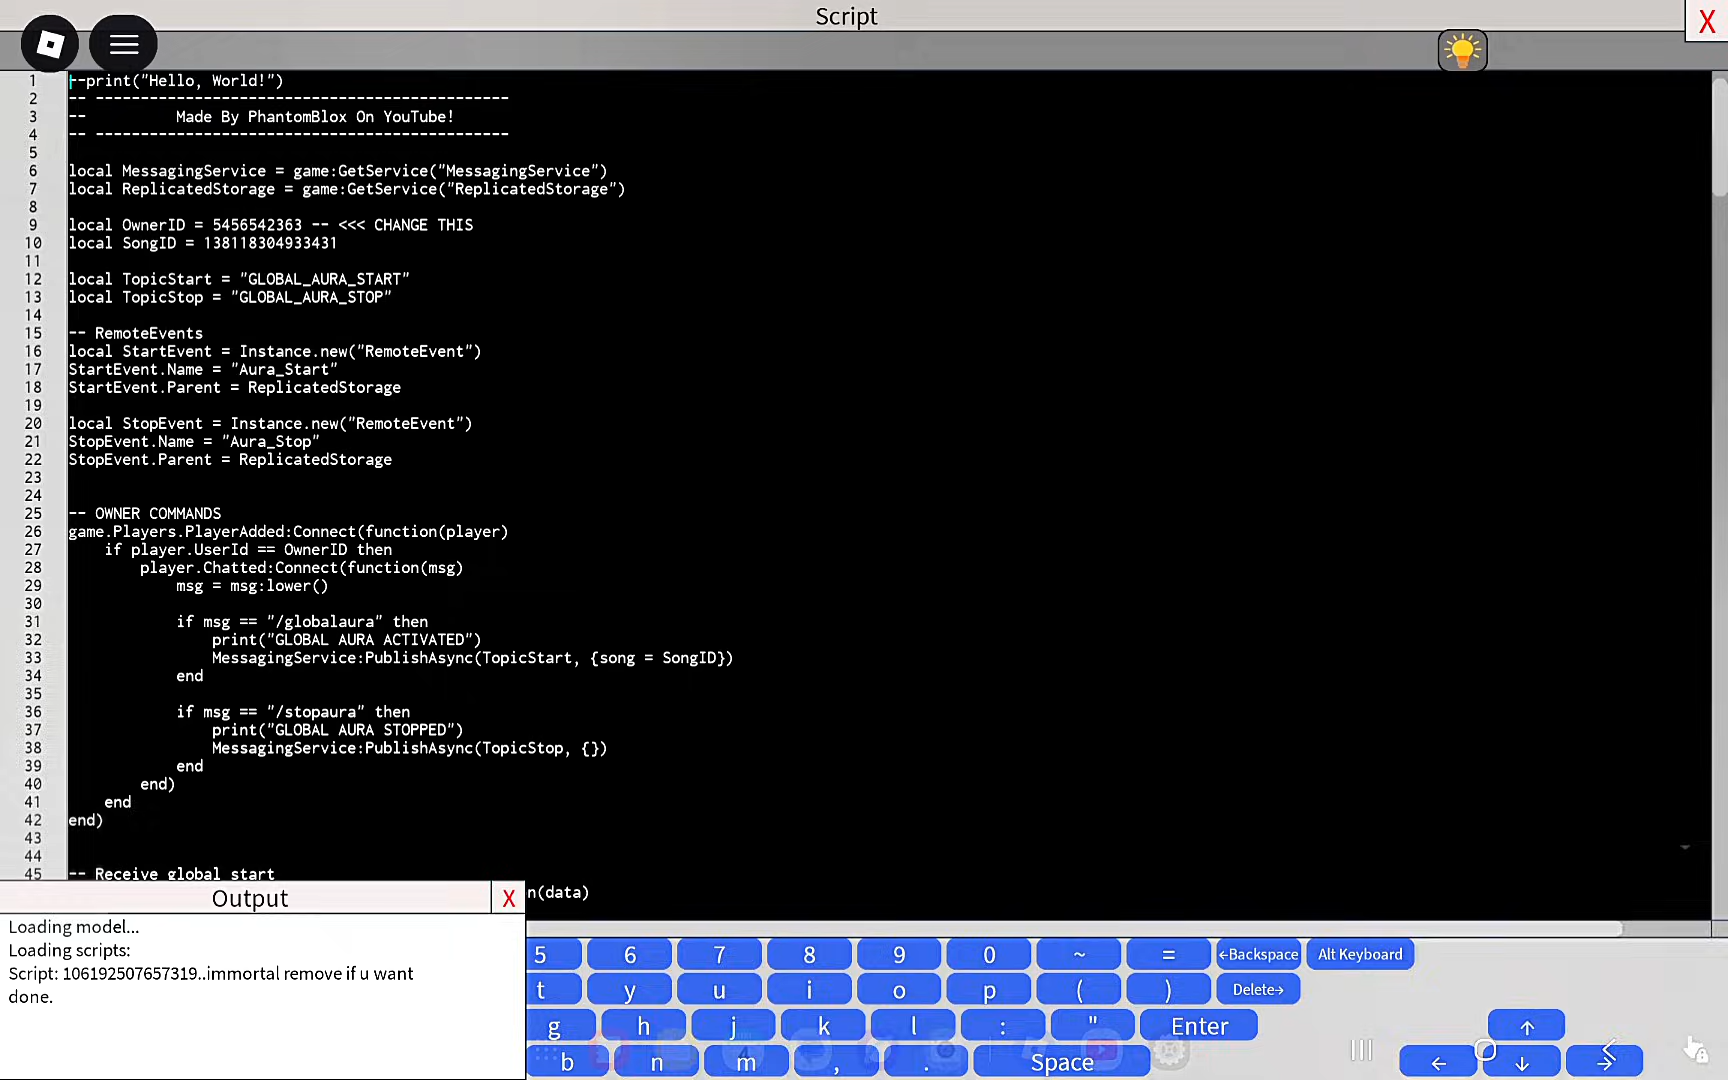 Script
X
1 --print("Hello, World!")
2 -- ----------------------------------------------
3 --          Made By PhantomBlox On YouTube!
4 -- ----------------------------------------------
5
6 local MessagingService = game:GetService("MessagingService")
7 local ReplicatedStorage = game:GetService("ReplicatedStorage")
8
9 local OwnerID = 5456542363 -- <<< CHANGE THIS
10 local SongID = 138118304933431
11
12 local TopicStart = "GLOBAL_AURA_START"
13 local TopicStop = "GLOBAL_AURA_STOP"
14
15 -- RemoteEvents
16 local StartEvent = Instance.new("RemoteEvent")
17 StartEvent.Name = "Aura_Start"
18 StartEvent.Parent = ReplicatedStorage
19
20 local StopEvent = Instance.new("RemoteEvent")
21 StopEvent.Name = "Aura_Stop"
22 StopEvent.Parent = ReplicatedStorage
23
24
25 -- OWNER COMMANDS
26 game.Players.PlayerAdded:Connect(function(player)
27     if player.UserId == OwnerID then
28         player.Chatted:Connect(function(msg)
29             msg = msg:lower()
30
31             if msg == "/globalaura" then
32                 print("GLOBAL AURA ACTIVATED")
33                 MessagingService:PublishAsync(TopicStart, {song = SongID})
34             end
35
36             if msg == "/stopaura" then
37                 print("GLOBAL AURA STOPPED")
38                 MessagingService:PublishAsync(TopicStop, {})
39             end
40         end)
41     end
42 end)
43
44
45 -- Receive global start
n(data)
Output X
Loading model...
Loading scripts:
Script: 106192507657319..immortal remove if u want
done.
5 6 7 8 9 0 ~ = ←Backspace Alt Keyboard
t y u i o p ( ) Delete→
g h j k l : " Enter ↑
b n m , . Space ← ↓ →